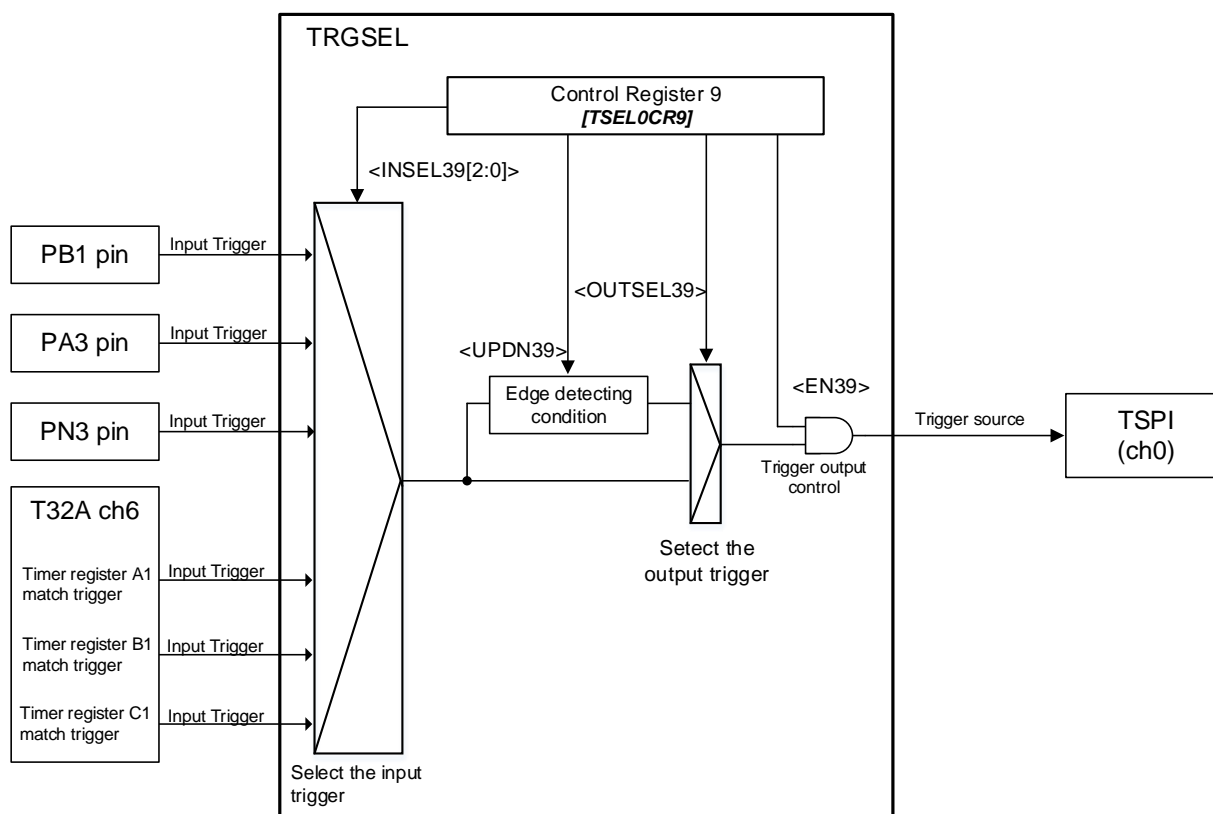 TRGSEL
Control Register 9
[TSEL0CR9]
<INSEL39[2:0]>
PB1 pin
Input Trigger
<OUTSEL39>
PA3 pin
Input Trigger
<UPDN39>
Edge detecting
condition
<EN39>
PN3 pin
Input Trigger
Trigger source
TSPI
(ch0)
Trigger output
control
T32A ch6
Setect the
output trigger
Timer register A1
match trigger
Input Trigger
Timer register B1
match trigger
Input Trigger
Timer register C1
match trigger
Input Trigger
Select the input
trigger